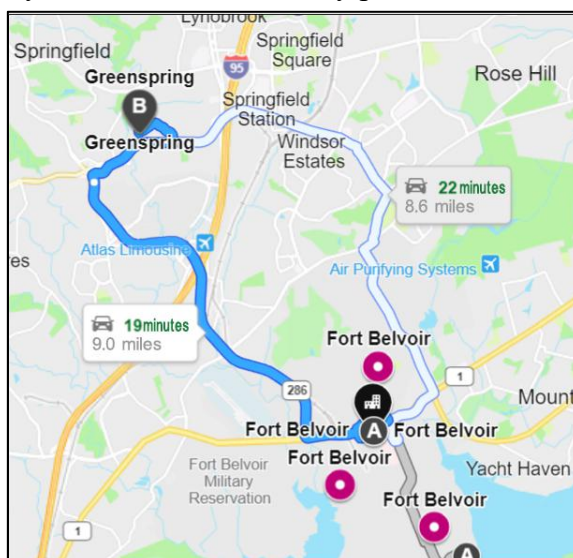 Lynobrook
Springfield
Springfield
Square
95
Greenspring
Rose Hill
B
Springfield
Station
Greenspring
Windsor
Estates
22 minutes
8.6 miles
Atlas Limousine
Air Purifying Systems
19 minutes
9.0 miles
Fort Belvoir
286
1
Mount
Fort Belvoir
A
Fort Belvoir
Fort Belvoir
Fort Belvoir
Military
Reservation
Yacht Haven
Fort Belvoir
1
A